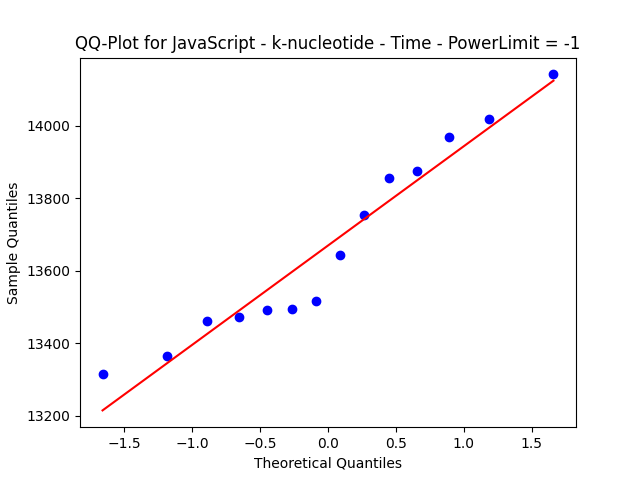 QQ-Plot for JavaScript - k-nucleotide - Time - PowerLimit = -1
14000
13800
13600
13400
13200
Sample Quantiles
−1.5 −1.0 −0.5 0.0 0.5 1.0 1.5
Theoretical Quantiles